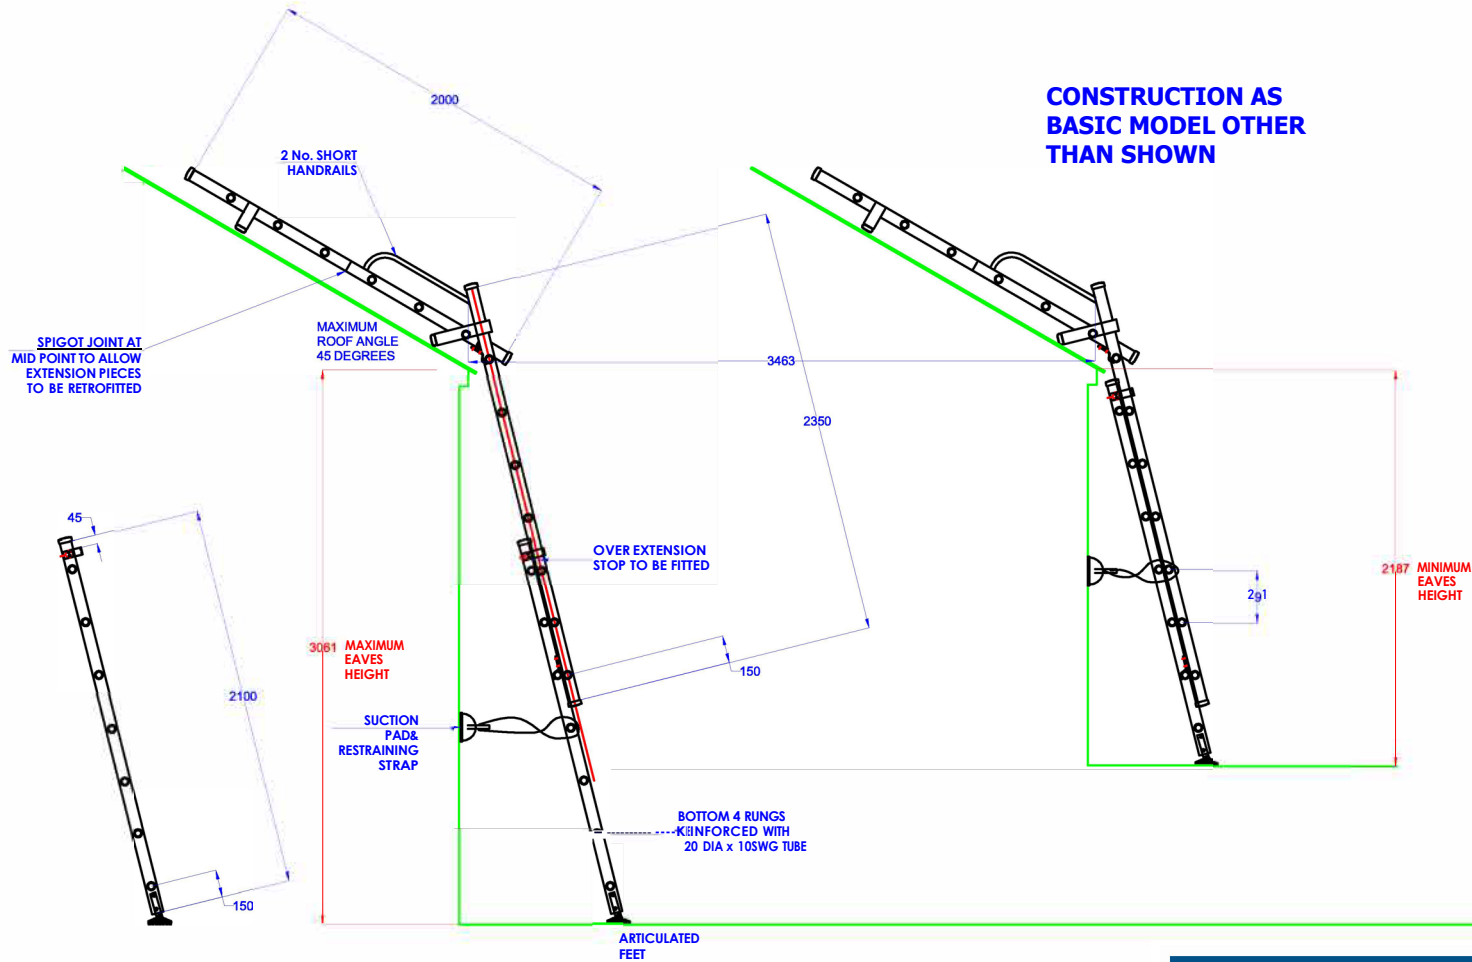 CONSTRUCTION AS
BASIC MODEL OTHER
THAN SHOWN
2000
2 No. SHORT
HANDRAILS
SPIGOT JOINT AT
MID POINT TO ALLOW
EXTENSION PIECES
TO BE RETROFITTED
MAXIMUM
ROOF ANGLE
45 DEGREES
3463
2350
45
OVER EXTENSION
STOP TO BE FITTED
2187 MINIMUM
EAVES
HEIGHT
291
3061 MAXIMUM
EAVES
HEIGHT
150
2100
SUCTION
PAD&
RESTRAINING
STRAP
BOTTOM 4 RUNGS
KEINFORCED WITH
20 DIA x 10SWG TUBE
150
ARTICULATED
FEET